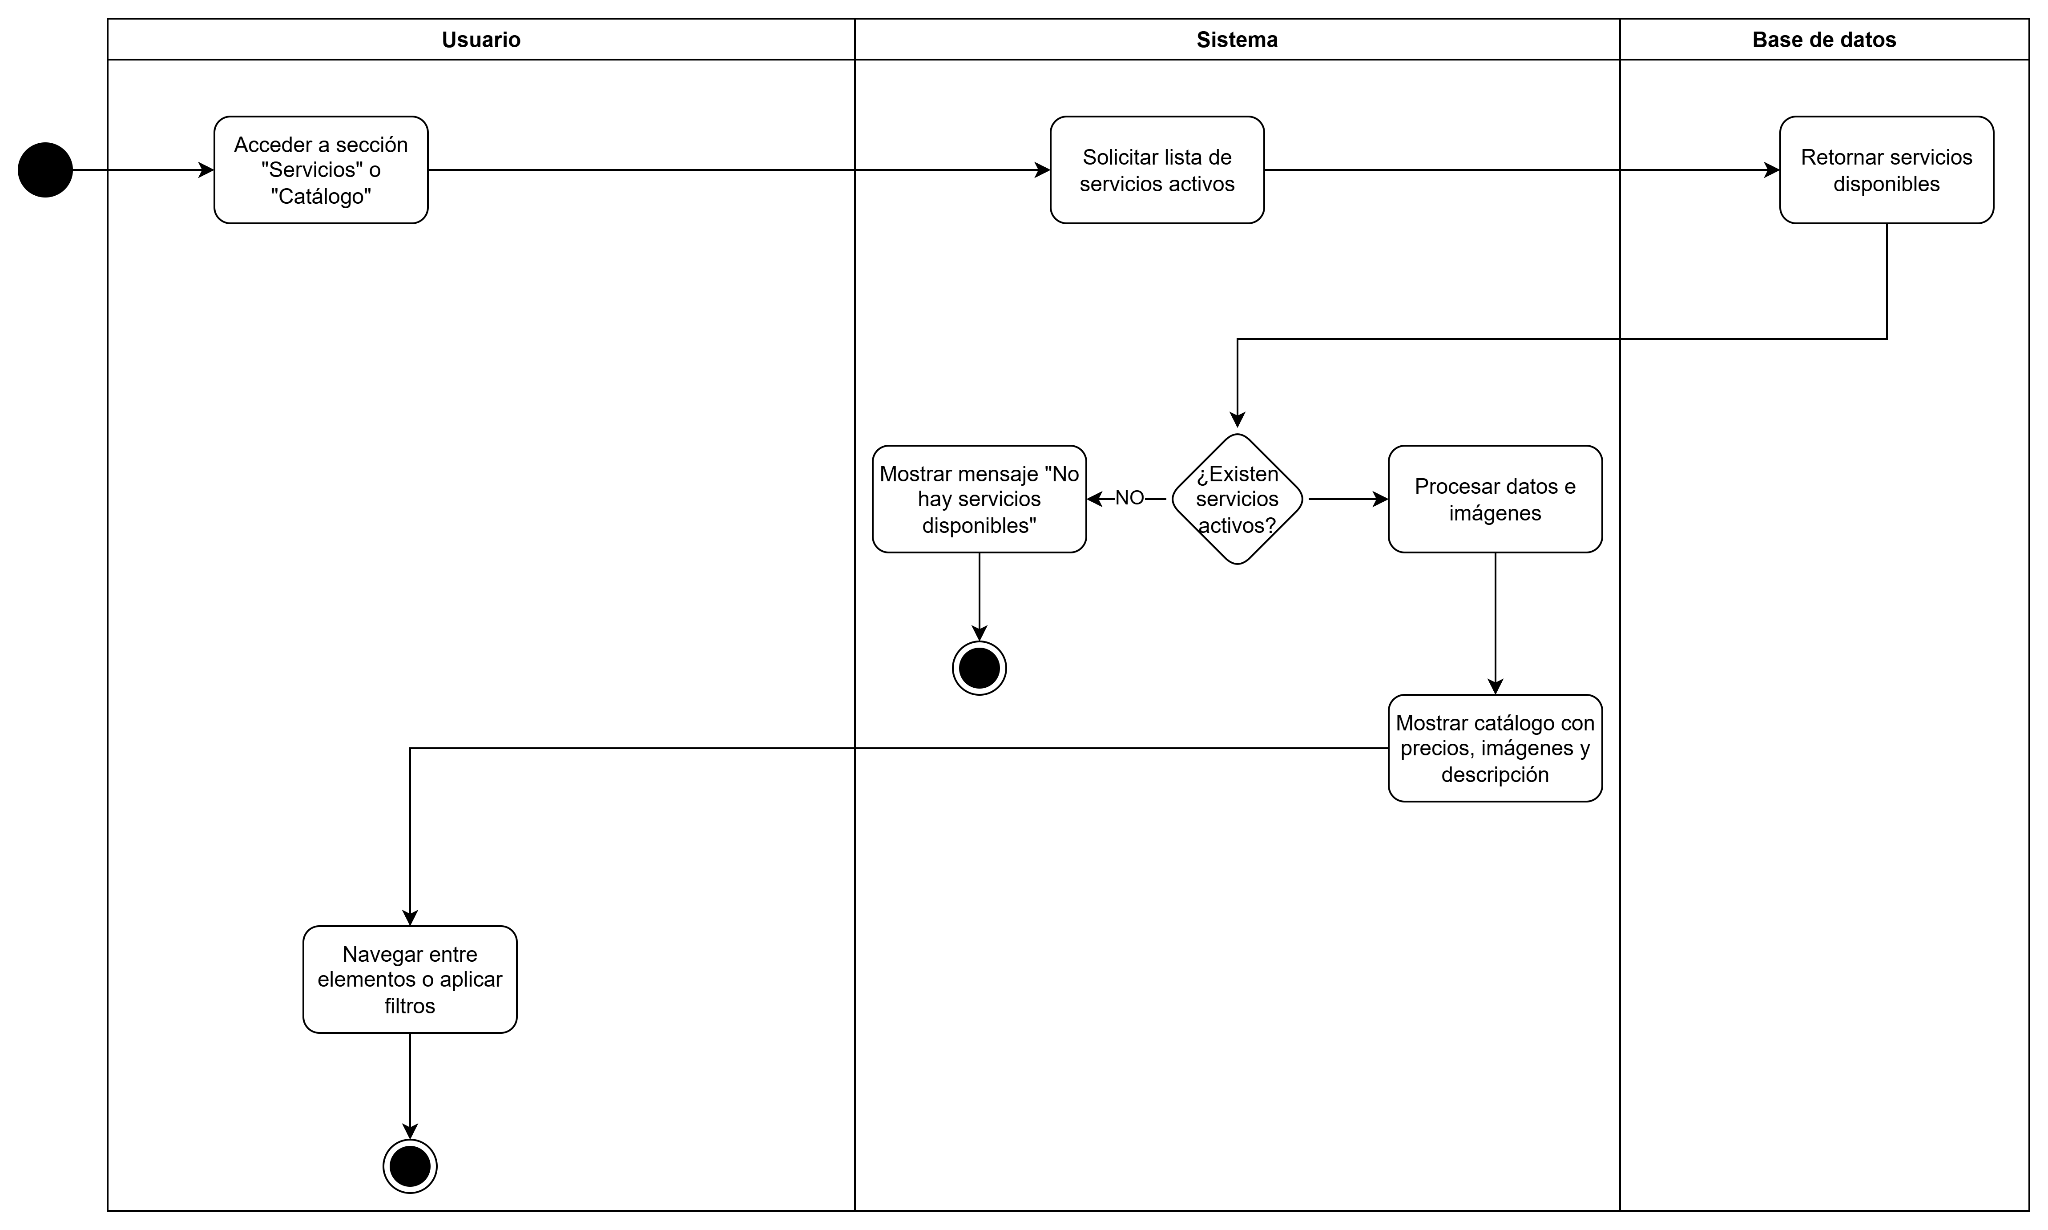 Usuario
Sistema
Base de datos
Acceder a sección
"Servicios" o
"Catálogo"
Solicitar lista de
servicios activos
Retornar servicios
disponibles
Mostrar mensaje "No
hay servicios
disponibles"
NO
¿Existen
servicios
activos?
Procesar datos e
imágenes
Mostrar catálogo con
precios, imágenes y
descripción
Navegar entre
elementos o aplicar
filtros